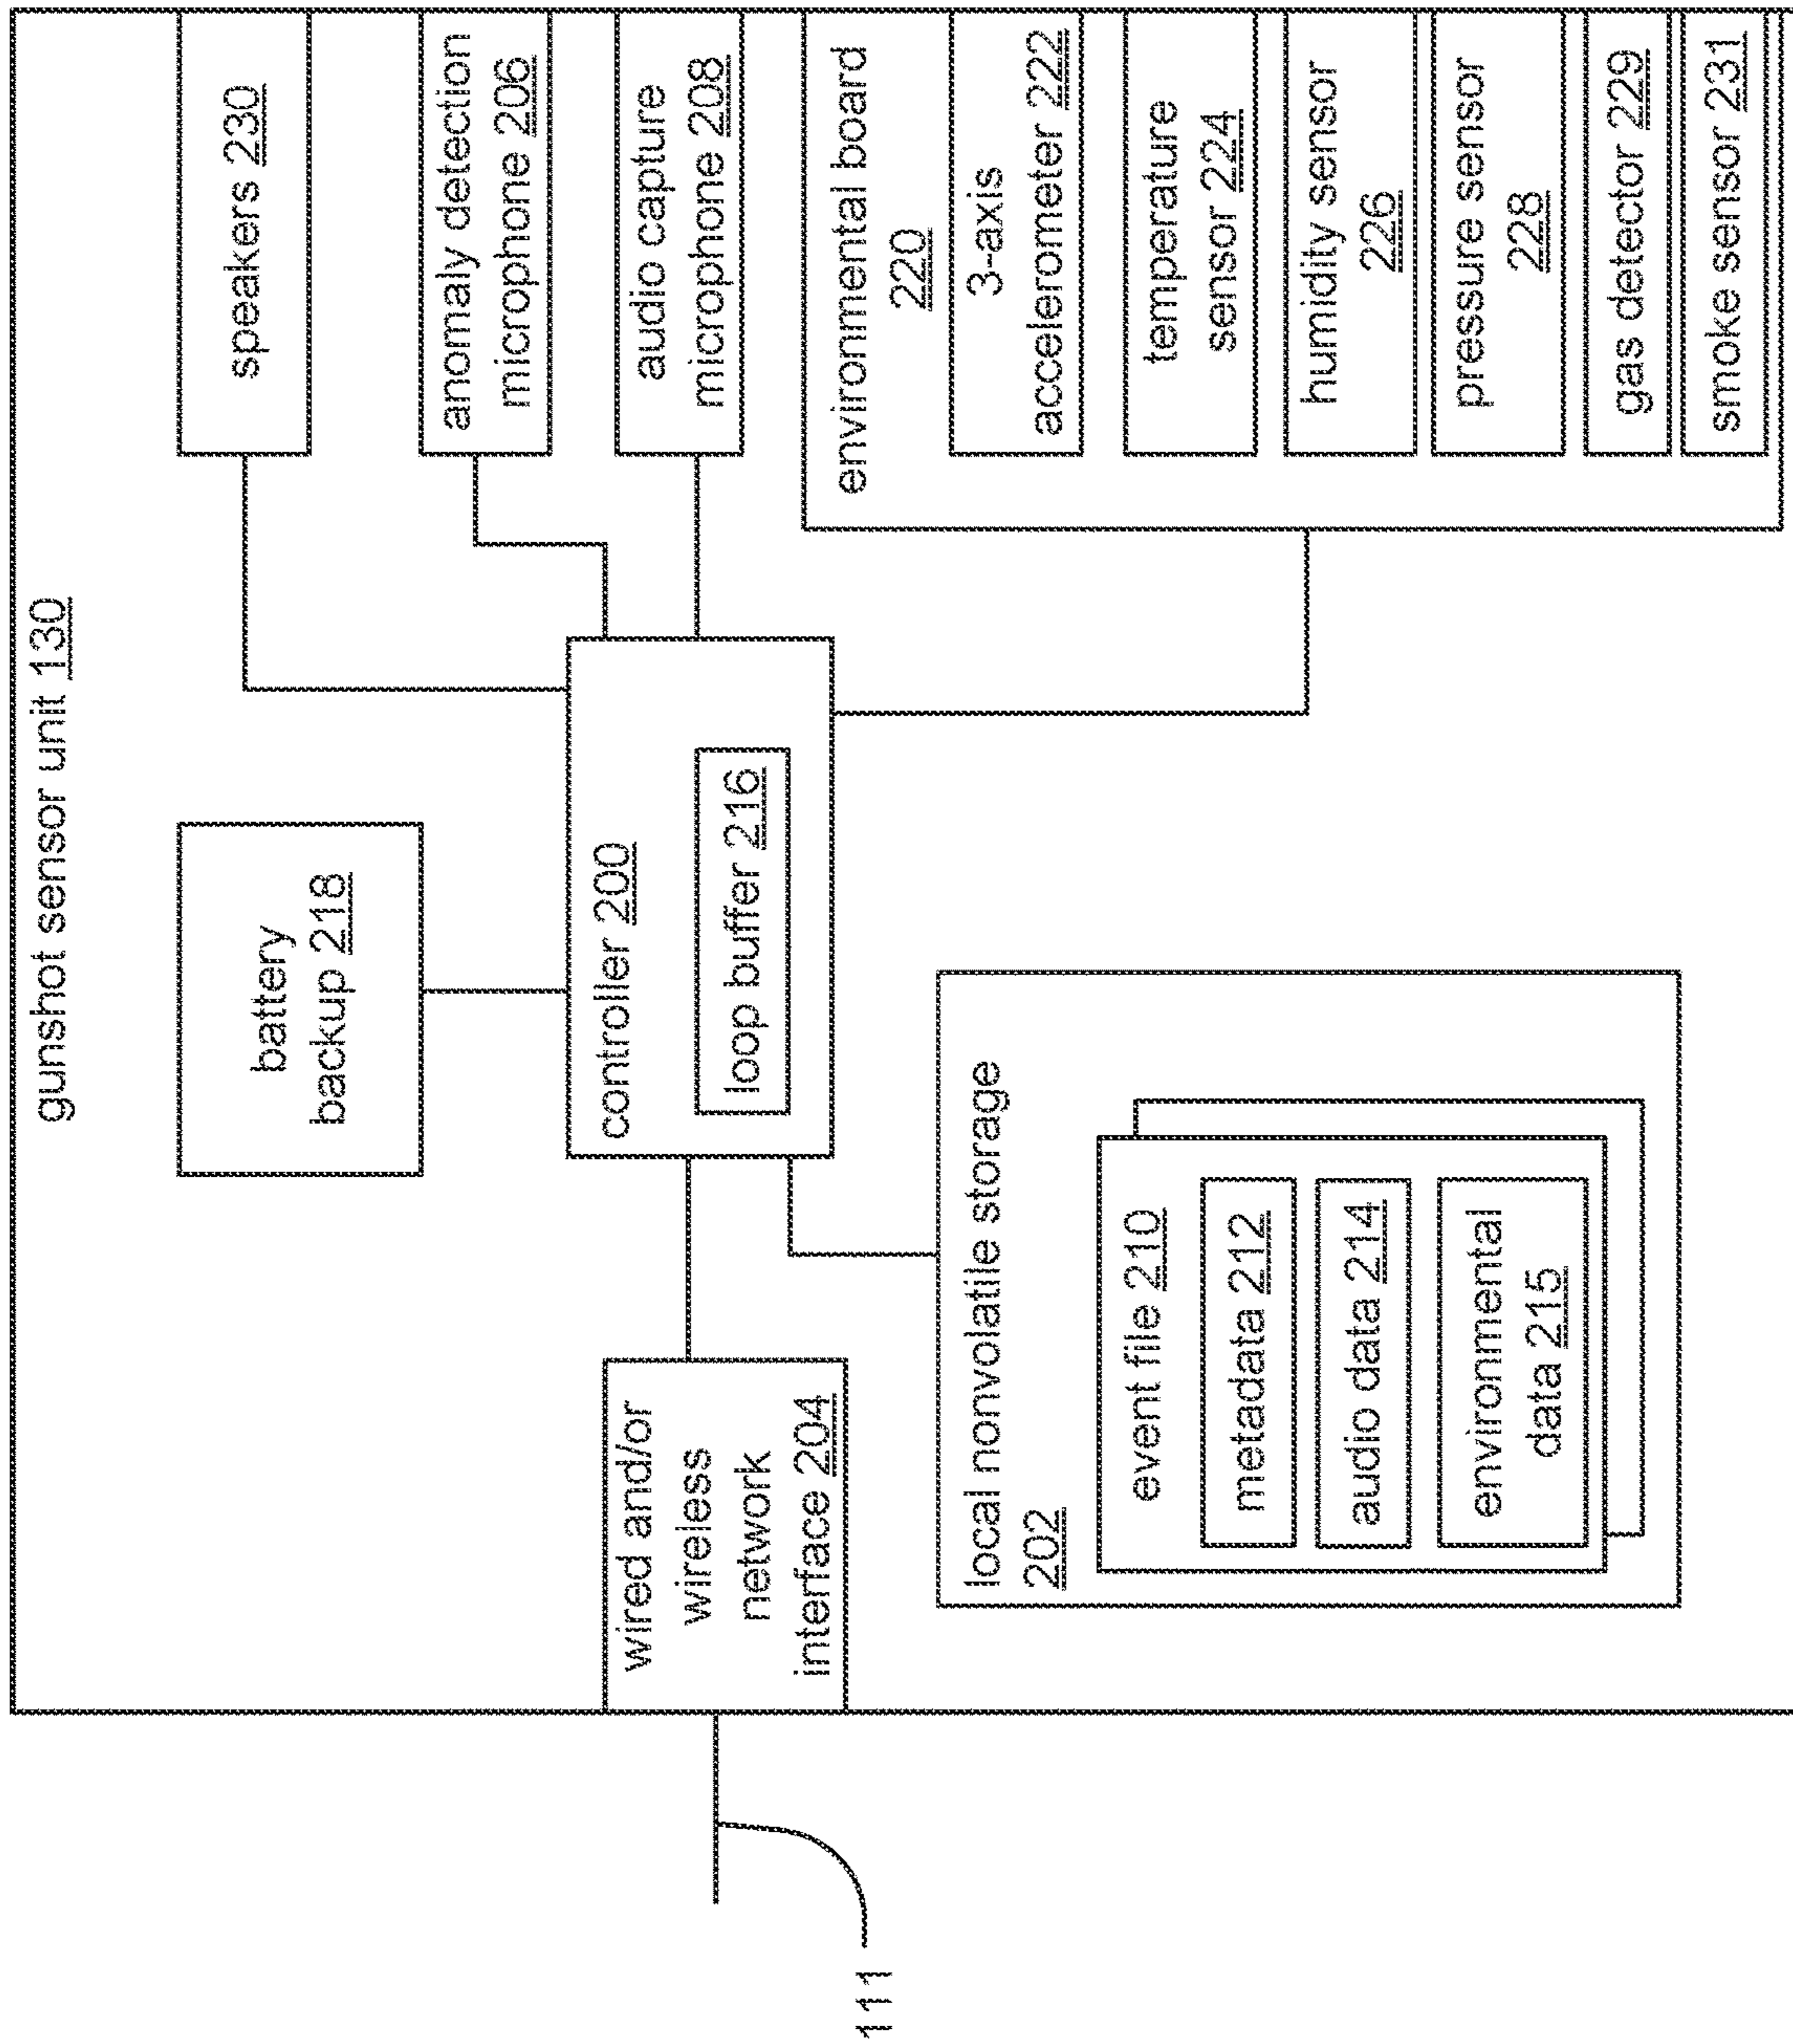 gunshot sensor unit 130
battery
backup 218
speakers 230
anomaly detection
microphone 206
audio capture
microphone 208
controller 200
loop buffer 216
wired and/or
wireless
network
interface 204
111
local nonvolatile storage
202
event file 210
metadata 212
audio data 214
environmental
data 215
environmental board
220
3-axis
accelerometer 222
temperature
sensor 224
humidity sensor
226
pressure sensor
228
gas detector 229
smoke sensor 231